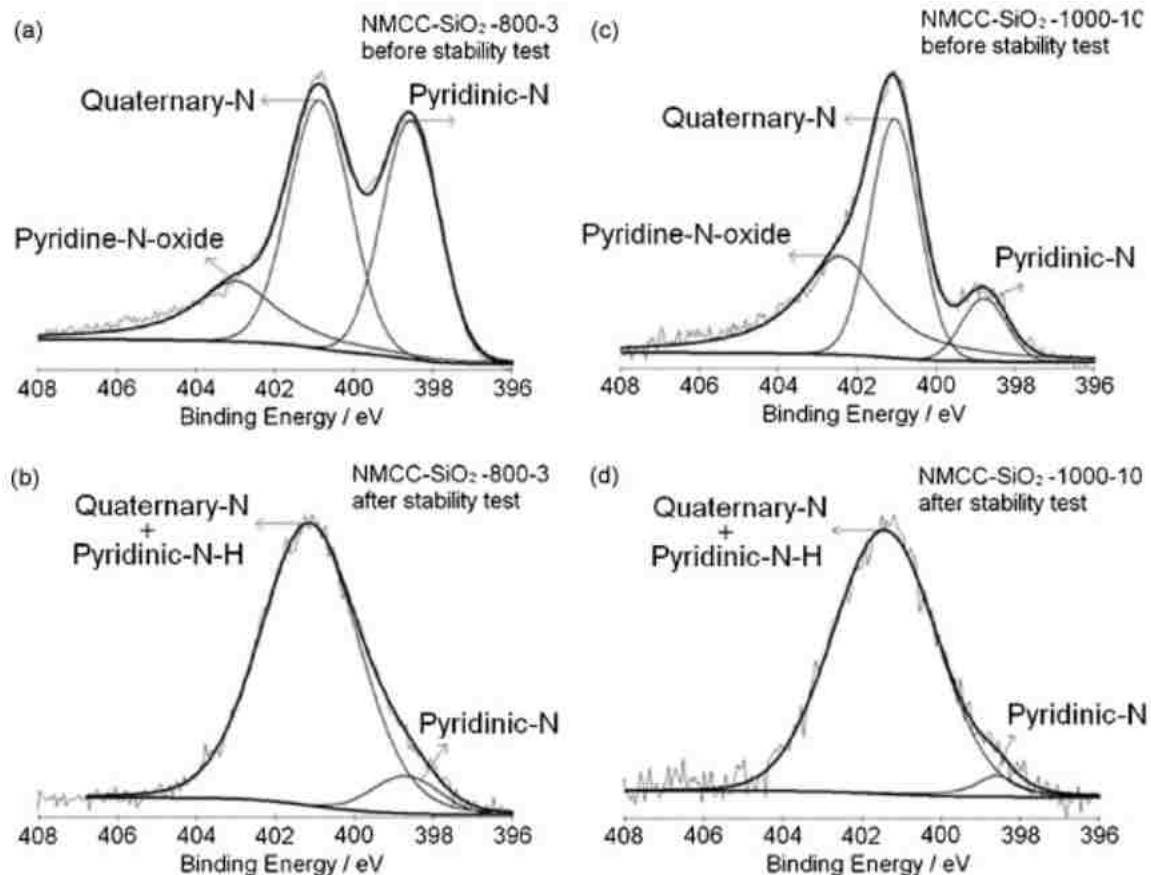 (a)
NMCC-SiO₂-800-3
before stability test
Quaternary-N
Pyridinic-N
Pyridine-N-oxide
408 406 404 402 400 398 396
Binding Energy / eV
(c)
NMCC-SiO₂-1000-10
before stability test
Quaternary-N
Pyridine-N-oxide
Pyridinic-N
408 406 404 402 400 398 396
Binding Energy / eV
(b)
NMCC-SiO₂-800-3
after stability test
Quaternary-N
+
Pyridinic-N-H
Pyridinic-N
408 406 404 402 400 398 396
Binding Energy / eV
(d)
NMCC-SiO₂-1000-10
after stability test
Quaternary-N
+
Pyridinic-N-H
Pyridinic-N
408 406 404 402 400 398 396
Binding Energy / eV